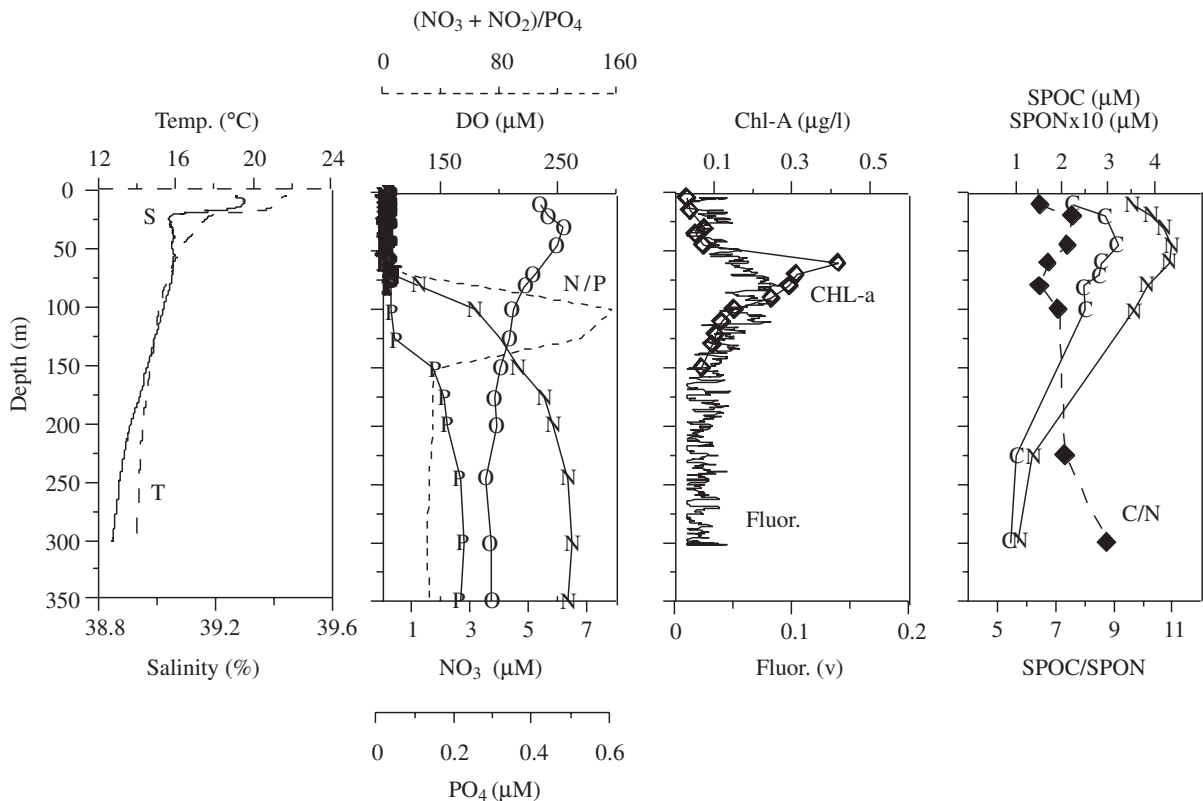 (NO3 + NO2)/PO4
0 80 160
SPOC (μM)
Temp. (°C) DO (μM) Chl-A (μg/l) SPONx10 (μM)
12 16 20 24 150 250 0.1 0.3 0.5 1 2 3 4
Depth (m)
0
50
100
150
200
250
300
350
S
T
N/P
O O O O O O O O O O O O O O
N N N N N N N N
P P P P P P P P
CHL-a
Fluor.
C C C C C C C C C
N N N N N N N N N
C/N
38.8 39.2 39.6 1 3 5 7 0 0.1 0.2 5 7 9 11
Salinity (%) NO3 (μM) Fluor. (v) SPOC/SPON
0 0.2 0.4 0.6
PO4 (μM)